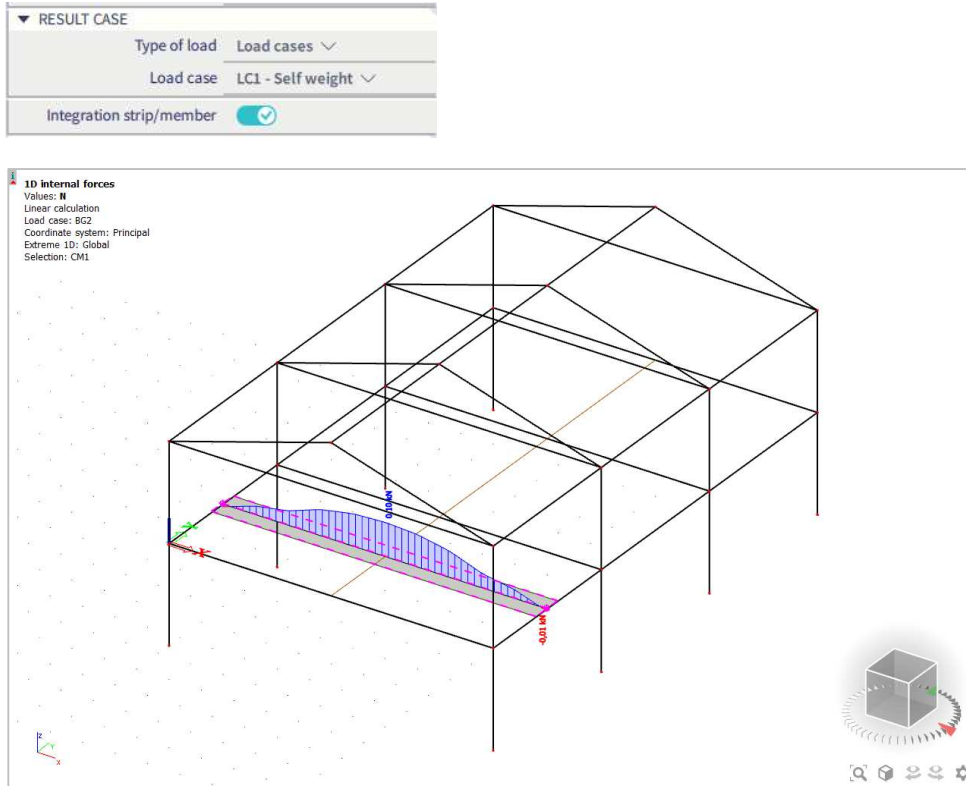 RESULT CASE
Type of load Load cases
Load case LC1 - Self weight
Integration strip/member
1D internal forces
Values: N
Linear calculation
Load case: BG2
Coordinate system: Principal
Extreme 1D: Global
Selection: CM1
0,10 kN
-0,01 kN
z
y
x